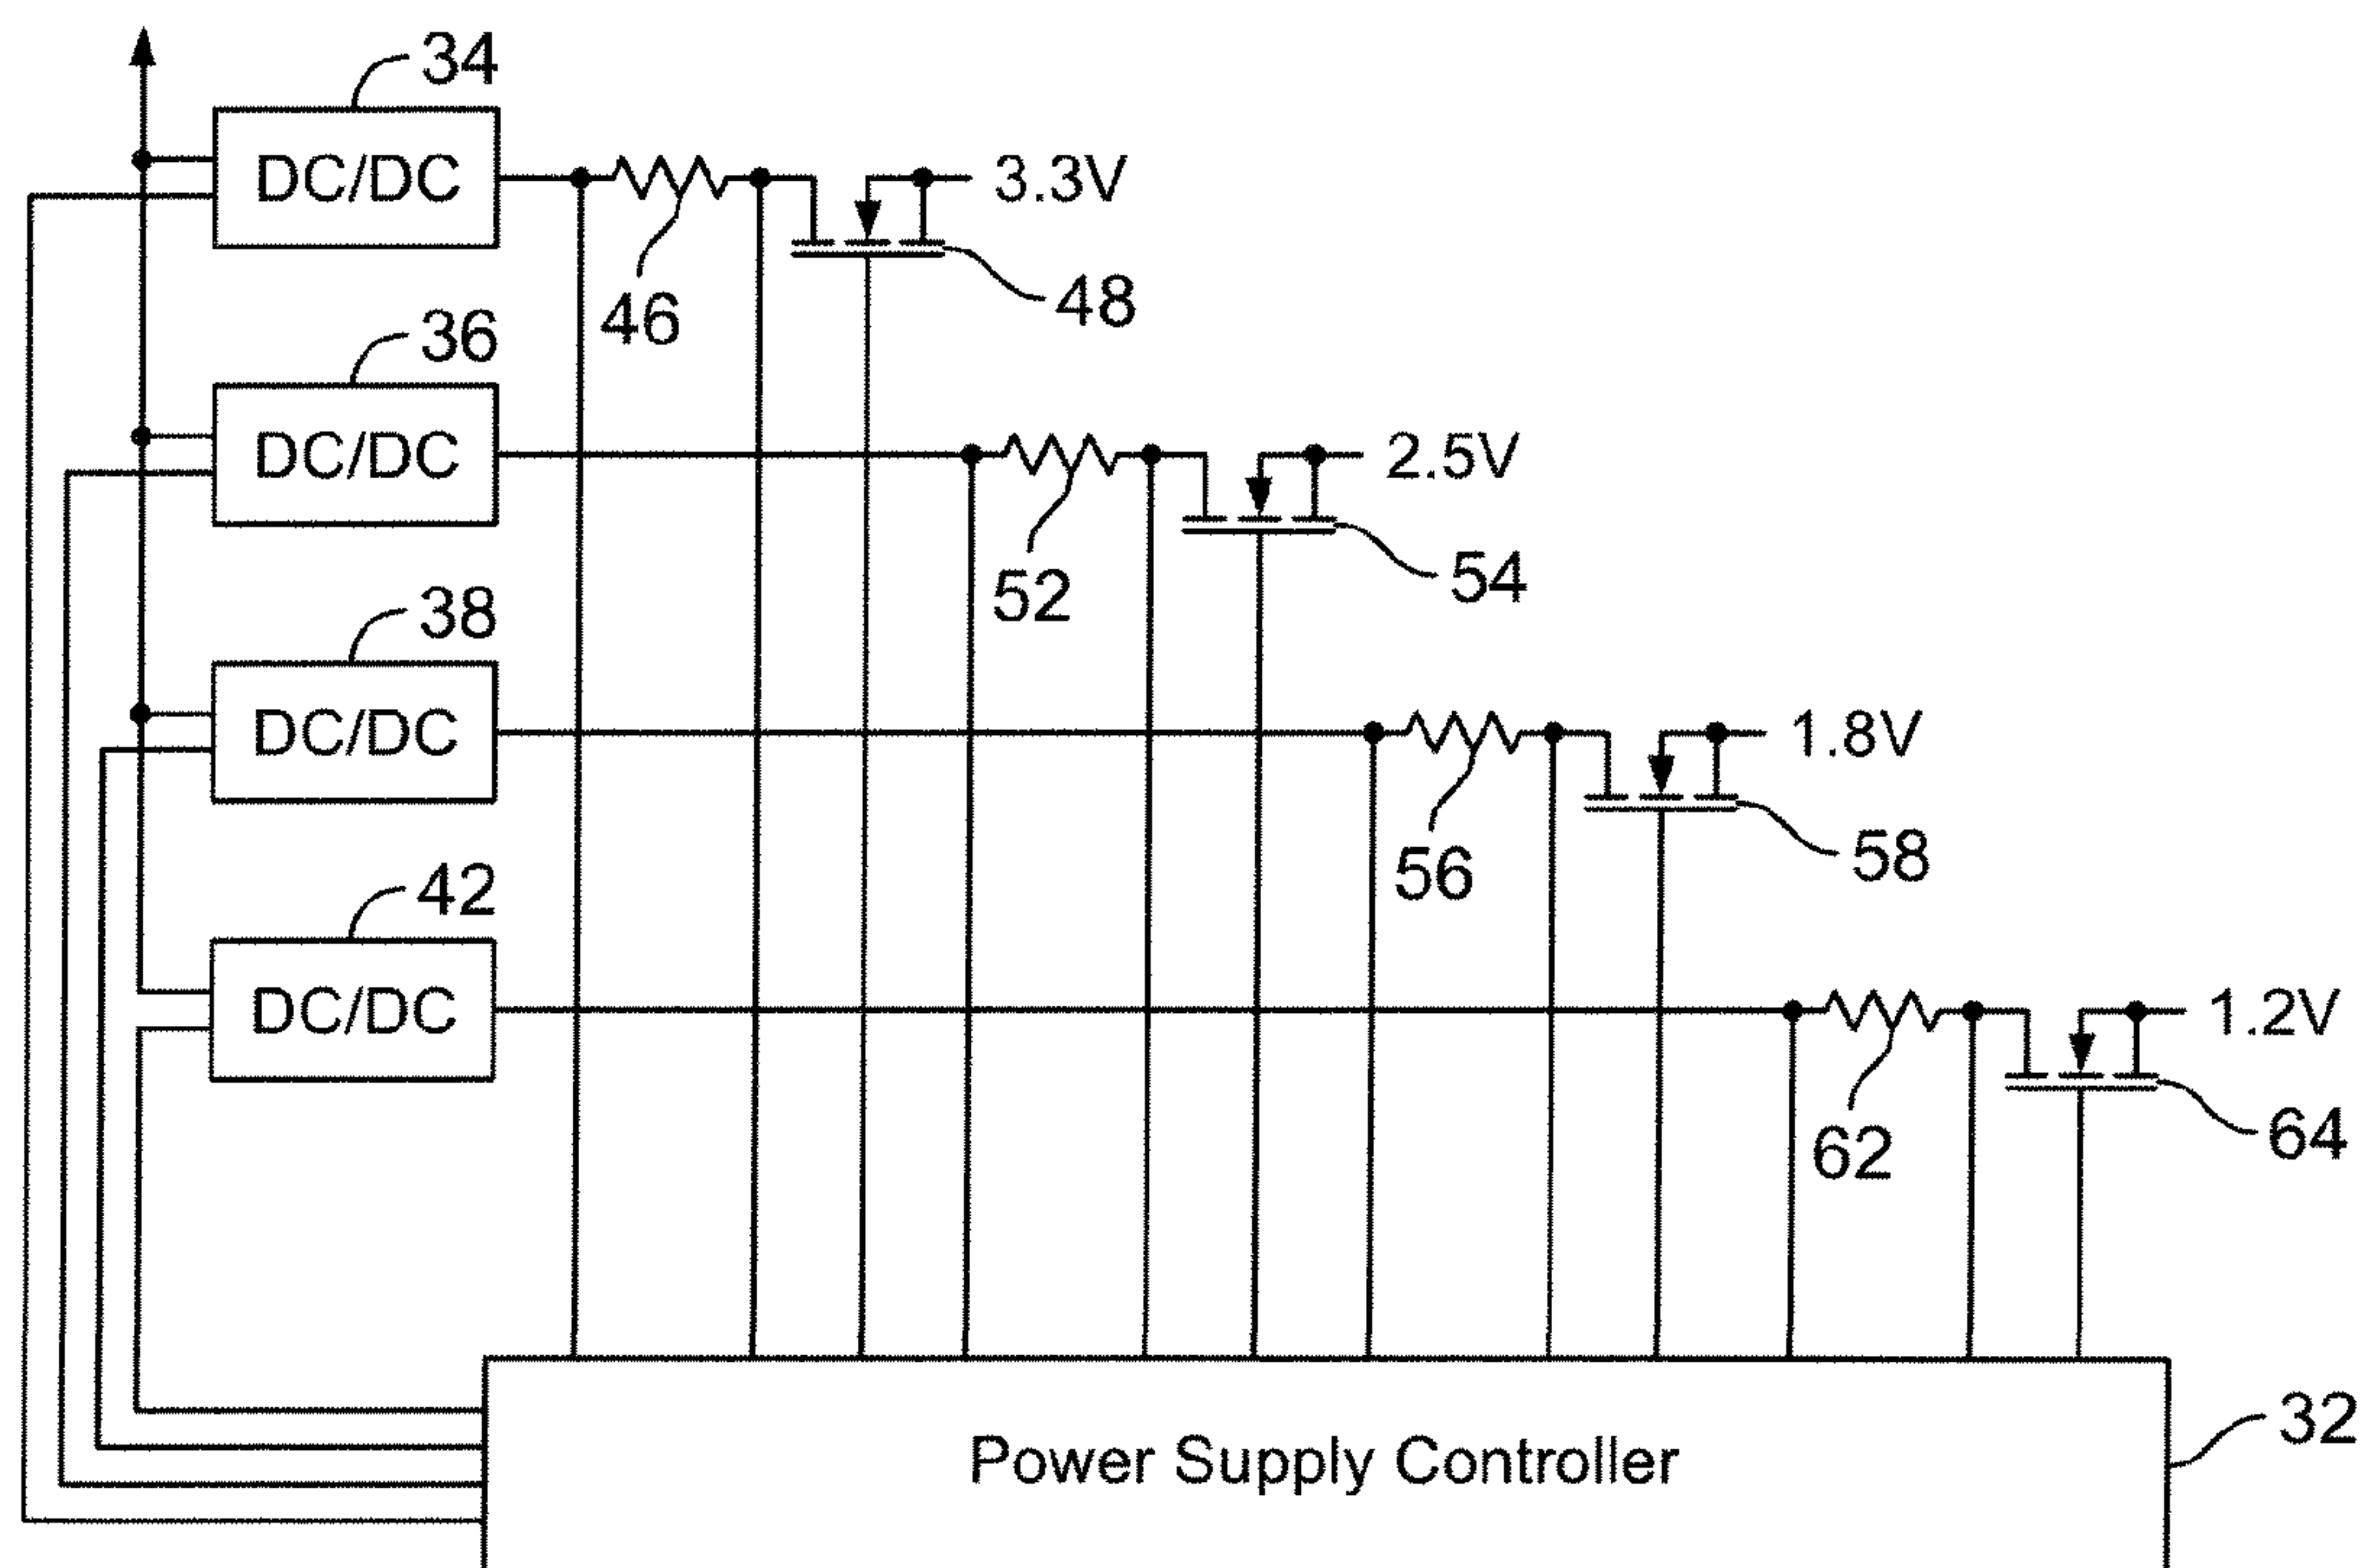 34
DC/DC
3.3V
46
48
36
DC/DC
2.5V
52
54
38
DC/DC
1.8V
56
58
42
DC/DC
1.2V
62
64
Power Supply Controller
32